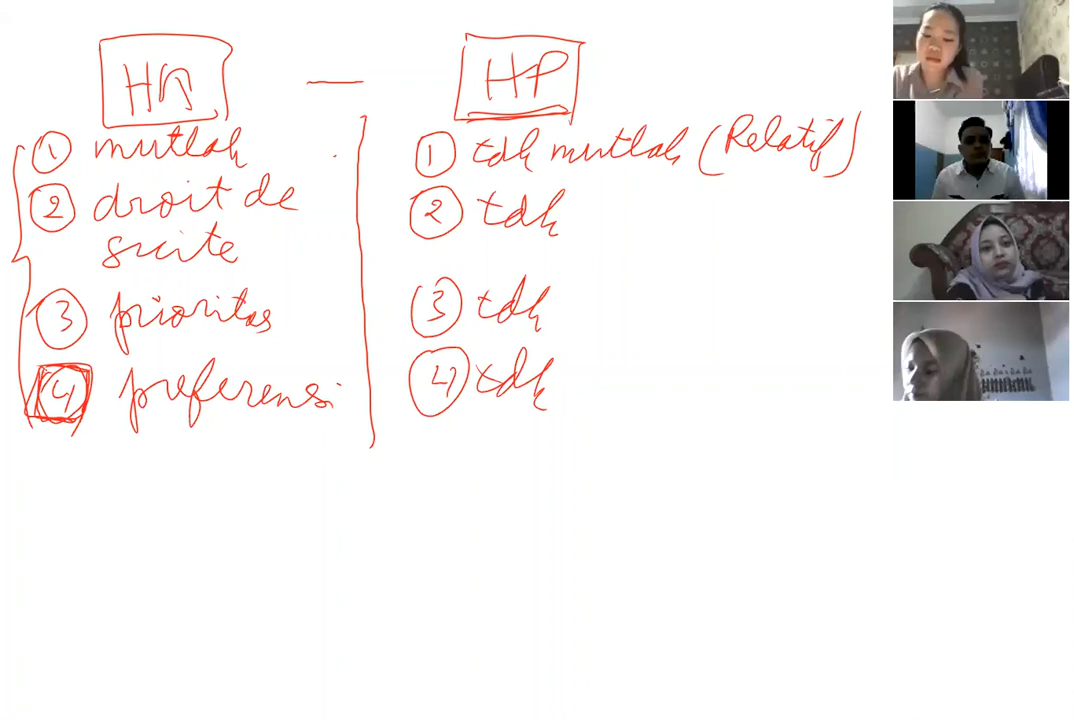 HP
① mutlak
② droit de
suite
③ prioritas
④ preferensi
① tdk mutlak (Relatif)
② tdk
③ tdk
④ tdk